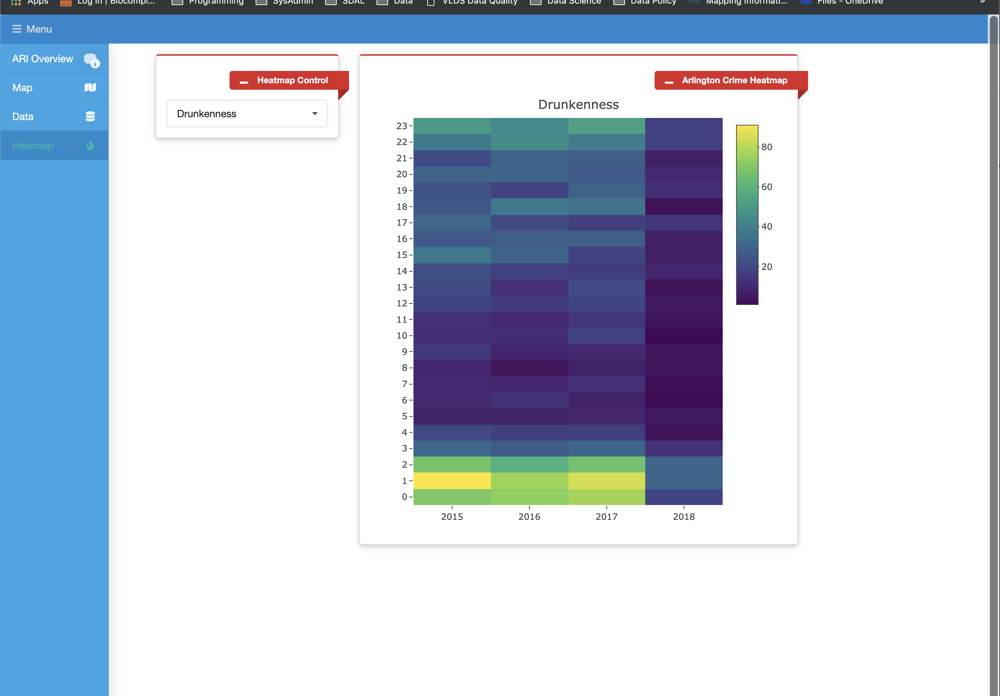 Apps Log In | Biocompl... Programming SysAdmin SDAL Data VLDS Data Quality Data Science Data Policy PQ Mapping Informati... Files - OneDrive »
Menu
ARI Overview
Map
Data
Heatmap
Heatmap Control
Drunkenness
Arlington Crime Heatmap
Drunkenness
23
22
21
20
19
18
17
16
15
14
13
12
11
10
9
8
7
6
5
4
3
2
1
0
2015 2016 2017 2018
80
60
40
20